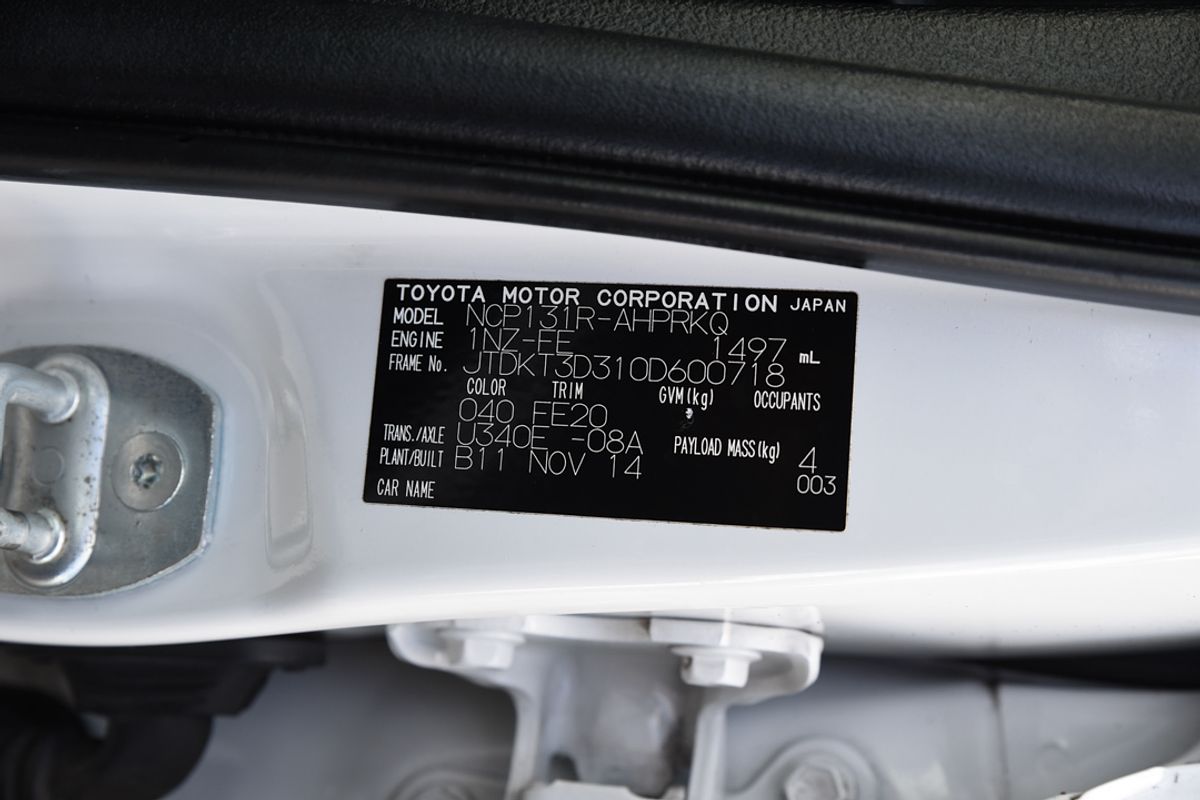 TOYOTA MOTOR CORPORATION JAPAN
MODEL NCP131R-AHPRKQ
ENGINE 1NZ-FE 1497 mL
FRAME No. JTDKT3D310D600718
COLOR TRIM GVM(kg) OCCUPANTS
040 FE20
TRANS./AXLE U340E -08A PAYLOAD MASS(kg) 4
PLANT/BUILT B11 NOV 14 003
CAR NAME